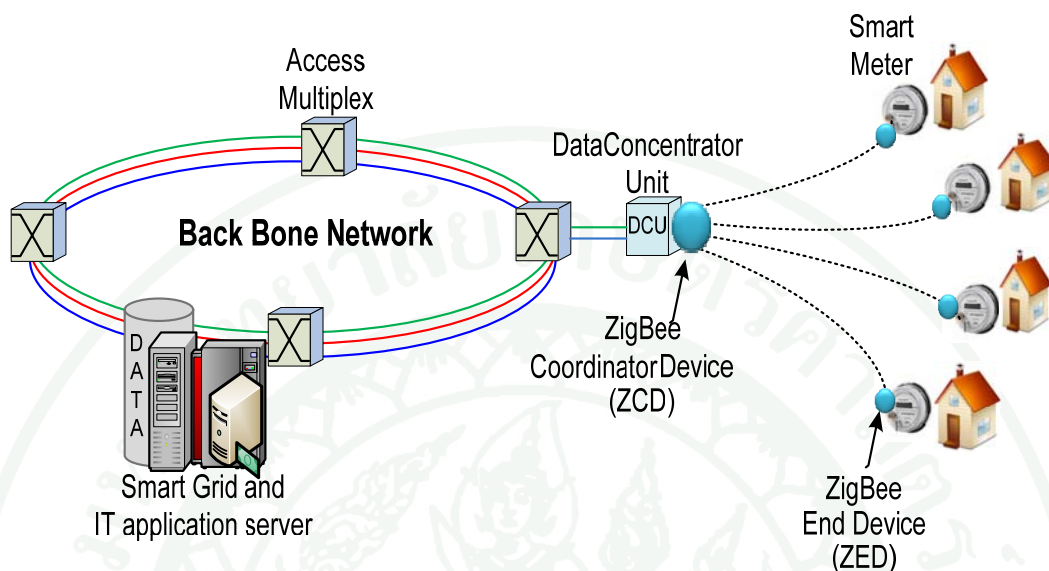 Access
Multiplex
Smart
Meter
DataConcentrator
Unit
Back Bone Network
DCU
ZigBee
CoordinatorDevice
(ZCD)
D
A
T
A
Smart Grid and
IT application server
ZigBee
End Device
(ZED)